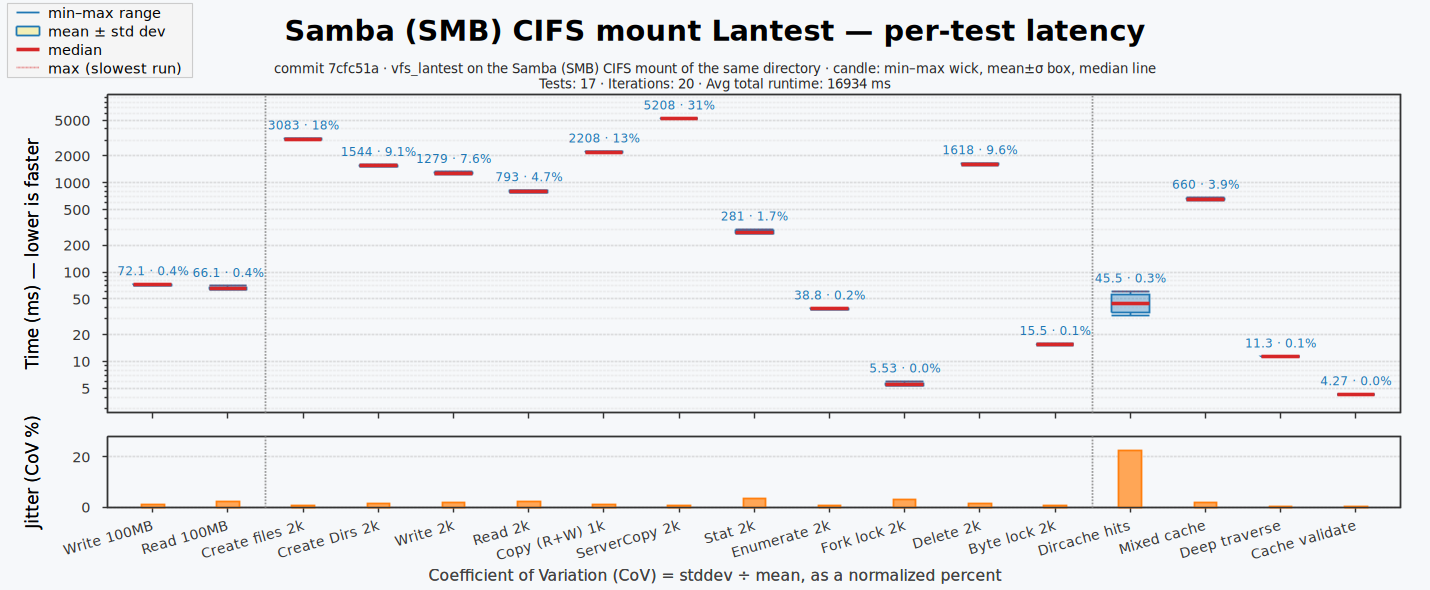 min–max range
mean ± std dev
median
max (slowest run)
Samba (SMB) CIFS mount Lantest — per-test latency
commit 7cfc51a · vfs_lantest on the Samba (SMB) CIFS mount of the same directory · candle: min–max wick, mean±σ box, median line
Tests: 17 · Iterations: 20 · Avg total runtime: 16934 ms
Time (ms) — lower is faster
5000
2000
1000
500
200
100
50
20
10
5
72.1 · 0.4%
66.1 · 0.4%
3083 · 18%
1544 · 9.1%
1279 · 7.6%
793 · 4.7%
2208 · 13%
5208 · 31%
281 · 1.7%
38.8 · 0.2%
5.53 · 0.0%
1618 · 9.6%
15.5 · 0.1%
45.5 · 0.3%
660 · 3.9%
11.3 · 0.1%
4.27 · 0.0%
Jitter (CoV %)
20
0
Write 100MB
Read 100MB
Create files 2k
Create Dirs 2k
Write 2k
Read 2k
Copy (R+W) 1k
ServerCopy 2k
Stat 2k
Enumerate 2k
Fork lock 2k
Delete 2k
Byte lock 2k
Dircache hits
Mixed cache
Deep traverse
Cache validate
Coefficient of Variation (CoV) = stddev ÷ mean, as a normalized percent